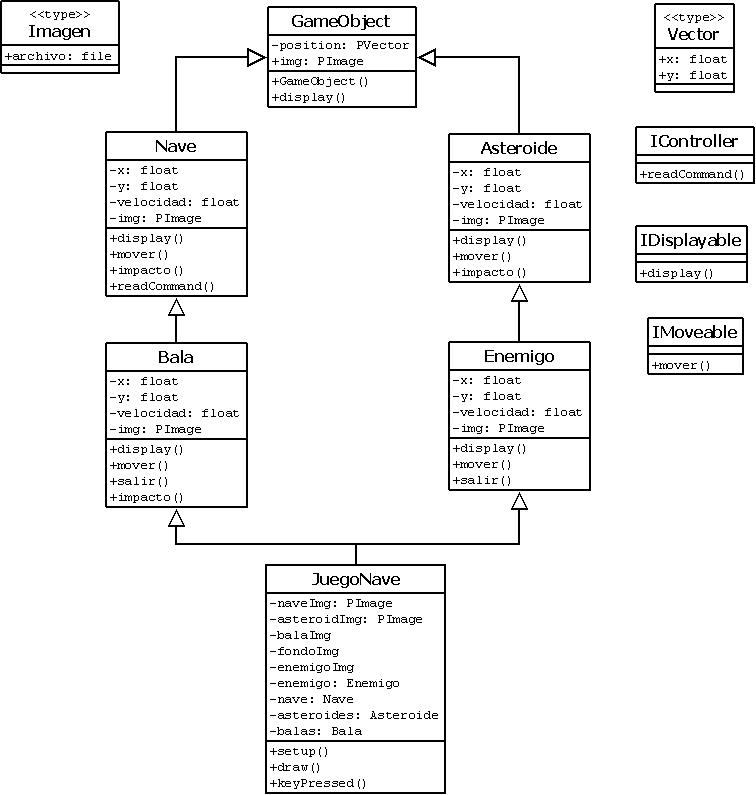 <<type>>
Imagen
+archivo: file
GameObject
-position: PVector
+img: PImage
+GameObject()
+display()
<<type>>
Vector
+x: float
+y: float
Nave
-x: float
-y: float
-velocidad: float
-img: PImage
+display()
+mover()
+impacto()
+readCommand()
Asteroide
-x: float
-y: float
-velocidad: float
-img: PImage
+display()
+mover()
+impacto()
IController
+readCommand()
IDisplayable
+display()
IMoveable
+mover()
Bala
-x: float
-y: float
-velocidad: float
-img: PImage
+display()
+mover()
+salir()
+impacto()
Enemigo
-x: float
-y: float
-velocidad: float
-img: PImage
+display()
+mover()
+salir()
JuegoNave
-naveImg: PImage
-asteroidImg: PImage
-balaImg
-fondoImg
-enemigoImg
-enemigo: Enemigo
-nave: Nave
-asteroides: Asteroide
-balas: Bala
+setup()
+draw()
+keyPressed()